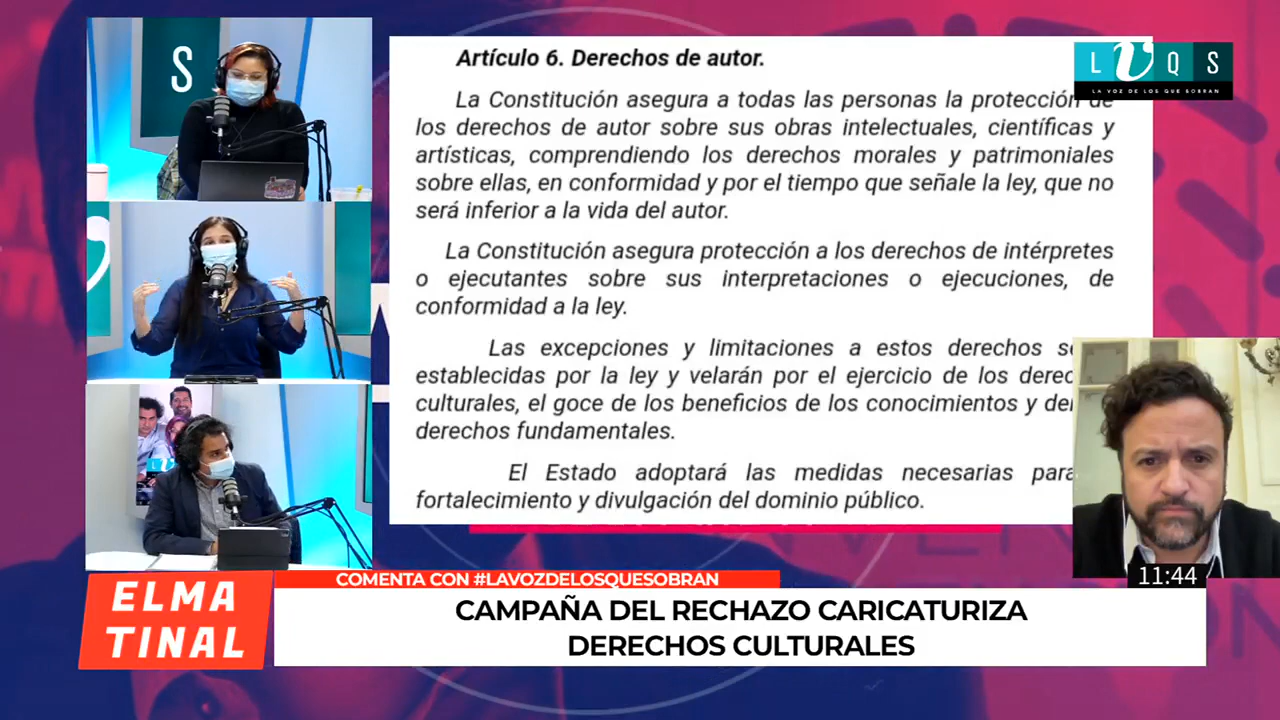 S
Artículo 6. Derechos de autor.
La Constitución asegura a todas las personas la protección de
los derechos de autor sobre sus obras intelectuales, científicas y
artísticas, comprendiendo los derechos morales y patrimoniales
sobre ellas, en conformidad y por el tiempo que señale la ley, que no
será inferior a la vida del autor.
La Constitución asegura protección a los derechos de intérpretes
o ejecutantes sobre sus interpretaciones o ejecuciones, de
conformidad a la ley.
Las excepciones y limitaciones a estos derechos
establecidas por la ley y velarán por el ejercicio de los
culturales, el goce de los beneficios de los conocimientos y
derechos fundamentales.
El Estado adoptará las medidas necesarias para
fortalecimiento y divulgación del dominio público.
L V Q S
LA VOZ DE LOS QUE SOBRAN
11:44
ELMA
TINAL
COMENTA CON #LAVOZDELOSQUESOBRAN
CAMPAÑA DEL RECHAZO CARICATURIZA
DERECHOS CULTURALES